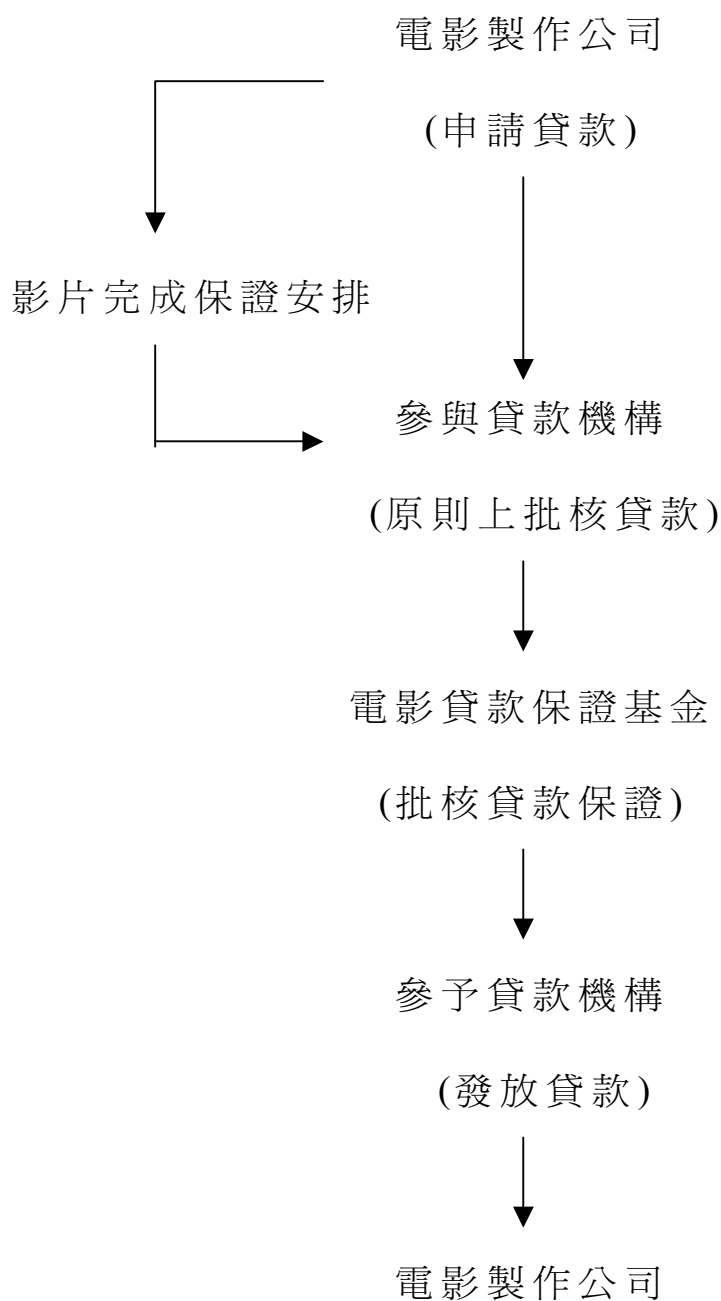 電影製作公司
(申請貸款)
影片完成保證安排
參與貸款機構
(原則上批核貸款)
電影貸款保證基金
(批核貸款保證)
參予貸款機構
(發放貸款)
電影製作公司